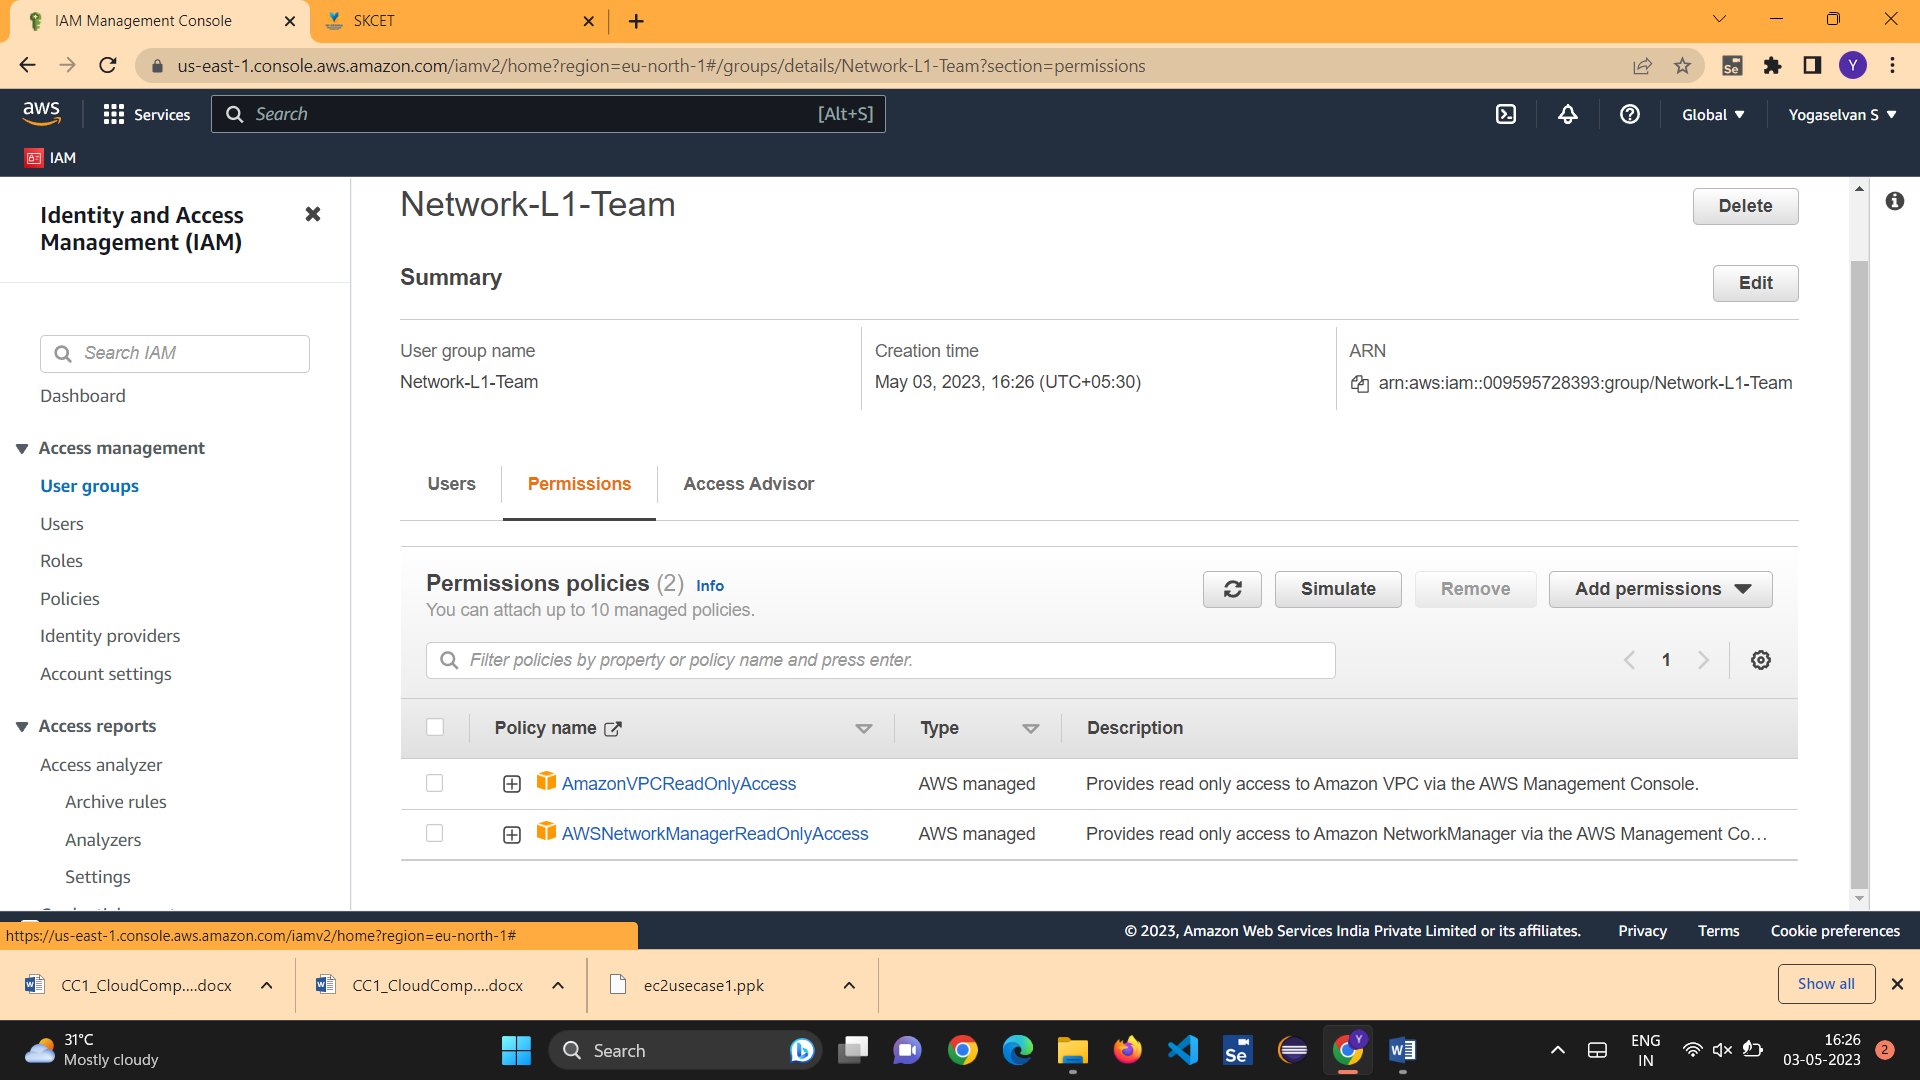 IAM Management Console
SKCET
us-east-1.console.aws.amazon.com/iamv2/home?region=eu-north-1#/groups/details/Network-L1-Team?section=permissions
Se
Y
aws
Services
Search
[Alt+S]
Global
Yogaselvan S
IAM
Identity and Access
Management (IAM)
Search IAM
Dashboard
Access management
User groups
Users
Roles
Policies
Identity providers
Account settings
Access reports
Access analyzer
Archive rules
Analyzers
Settings
Network-L1-Team
Delete
Summary
Edit
User group name
Network-L1-Team
Creation time
May 03, 2023, 16:26 (UTC+05:30)
ARN
arn:aws:iam::009595728393:group/Network-L1-Team
Users
Permissions
Access Advisor
Permissions policies (2) Info
You can attach up to 10 managed policies.
Simulate
Remove
Add permissions
Filter policies by property or policy name and press enter.
1
Policy name
Type
Description
AmazonVPCReadOnlyAccess
AWS managed
Provides read only access to Amazon VPC via the AWS Management Console.
AWSNetworkManagerReadOnlyAccess
AWS managed
Provides read only access to Amazon NetworkManager via the AWS Management Co…
https://us-east-1.console.aws.amazon.com/iamv2/home?region=eu-north-1#
© 2023, Amazon Web Services India Private Limited or its affiliates.
Privacy
Terms
Cookie preferences
CC1_CloudComp....docx
CC1_CloudComp....docx
ec2usecase1.ppk
Show all
31°C
Mostly cloudy
Search
Se
Y
ENG
IN
16:26
03-05-2023
2